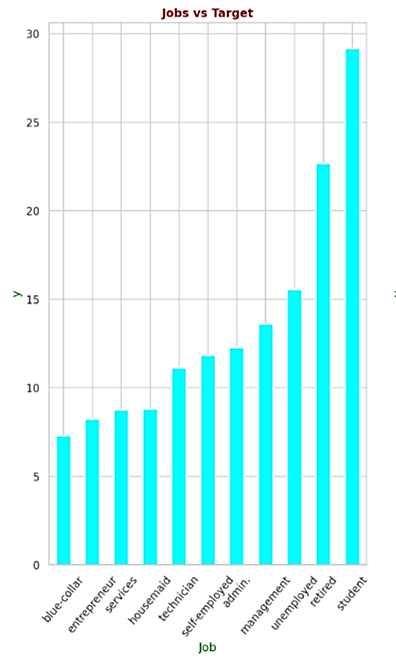 Jobs vs Target
30
25
20
15
10
5
0
y
blue-collar
entrepreneur
services
housemaid
technician
self-employed
admin.
management
unemployed
retired
student
Job